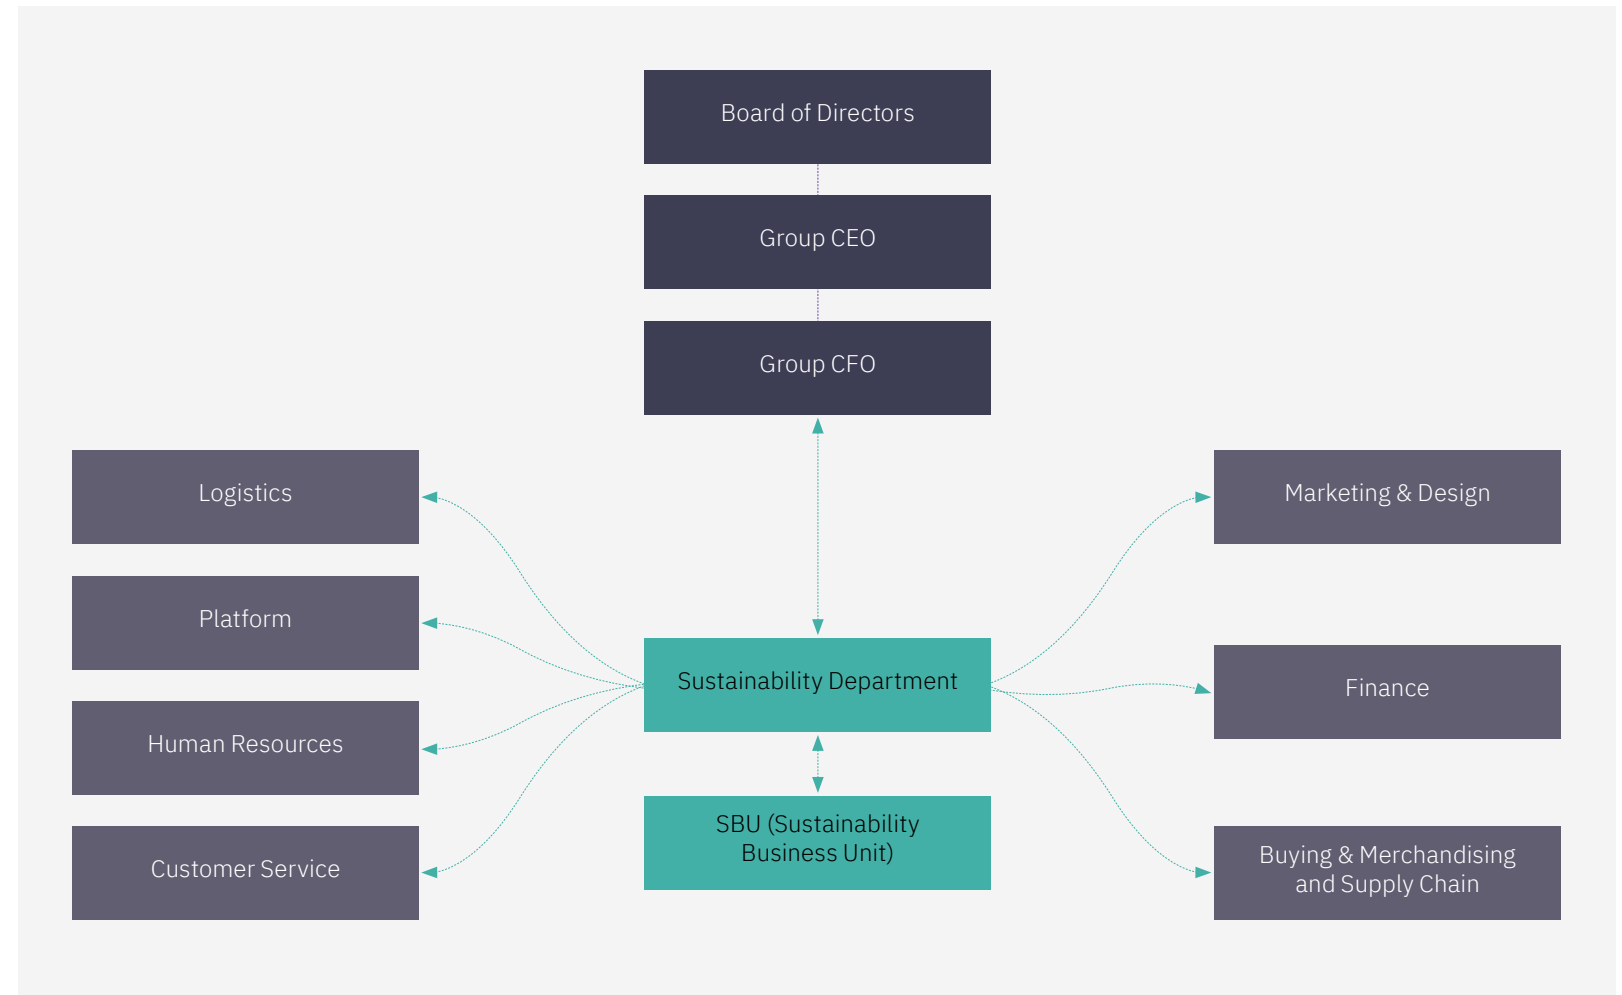 Board of Directors
Group CEO
Group CFO
Logistics
Marketing & Design
Platform
Sustainability Department
Finance
Human Resources
SBU (Sustainability
Business Unit)
Customer Service
Buying & Merchandising
and Supply Chain